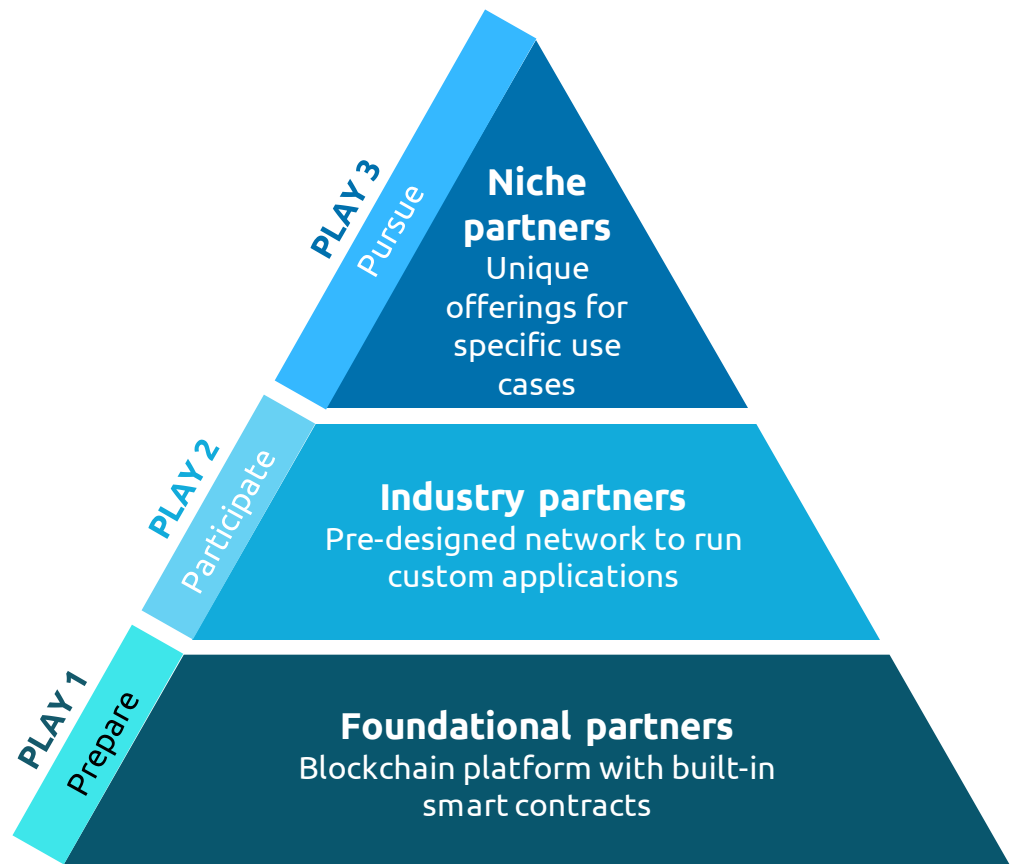 PLAY 3
Pursue
Niche
partners
Unique
offerings for
specific use
cases
PLAY 2
Participate
Industry partners
Pre-designed network to run
custom applications
PLAY 1
Prepare
Foundational partners
Blockchain platform with built-in
smart contracts